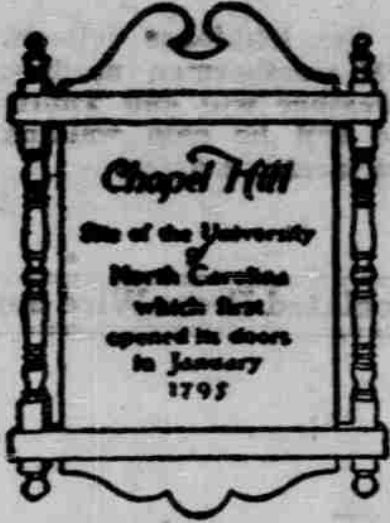 Chapel Hill
Site of the University
of
North Carolina
which first
opened its doors
in January
1795